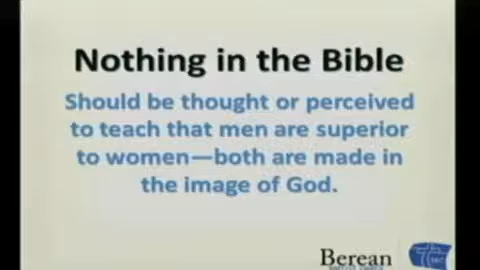 Nothing in the Bible
Should be thought or perceived
to teach that men are superior
to women—both are made in
the image of God.
Berean